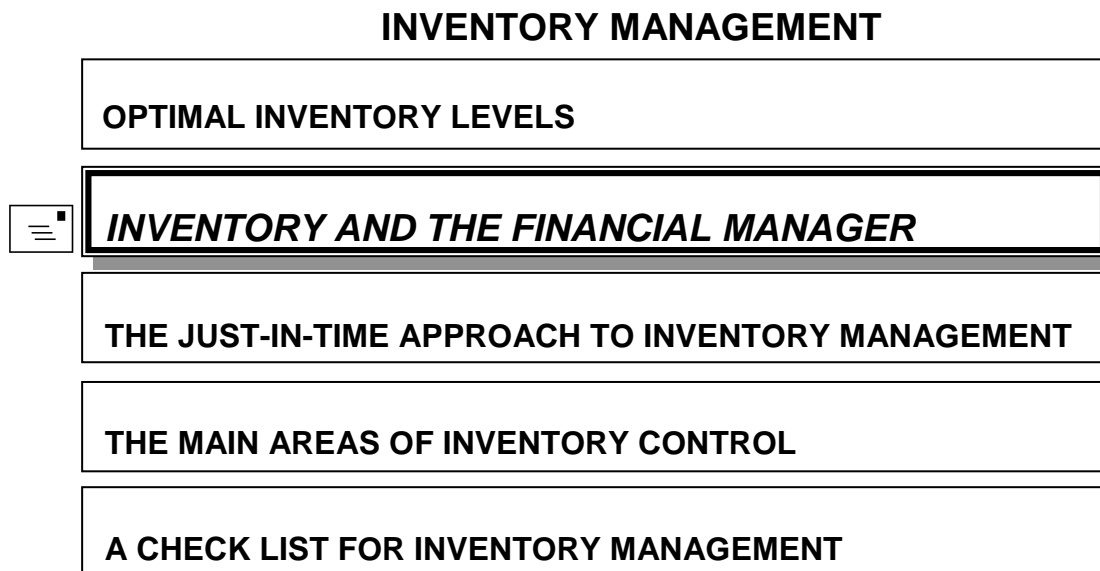 INVENTORY MANAGEMENT
OPTIMAL INVENTORY LEVELS
INVENTORY AND THE FINANCIAL MANAGER
THE JUST-IN-TIME APPROACH TO INVENTORY MANAGEMENT
THE MAIN AREAS OF INVENTORY CONTROL
A CHECK LIST FOR INVENTORY MANAGEMENT